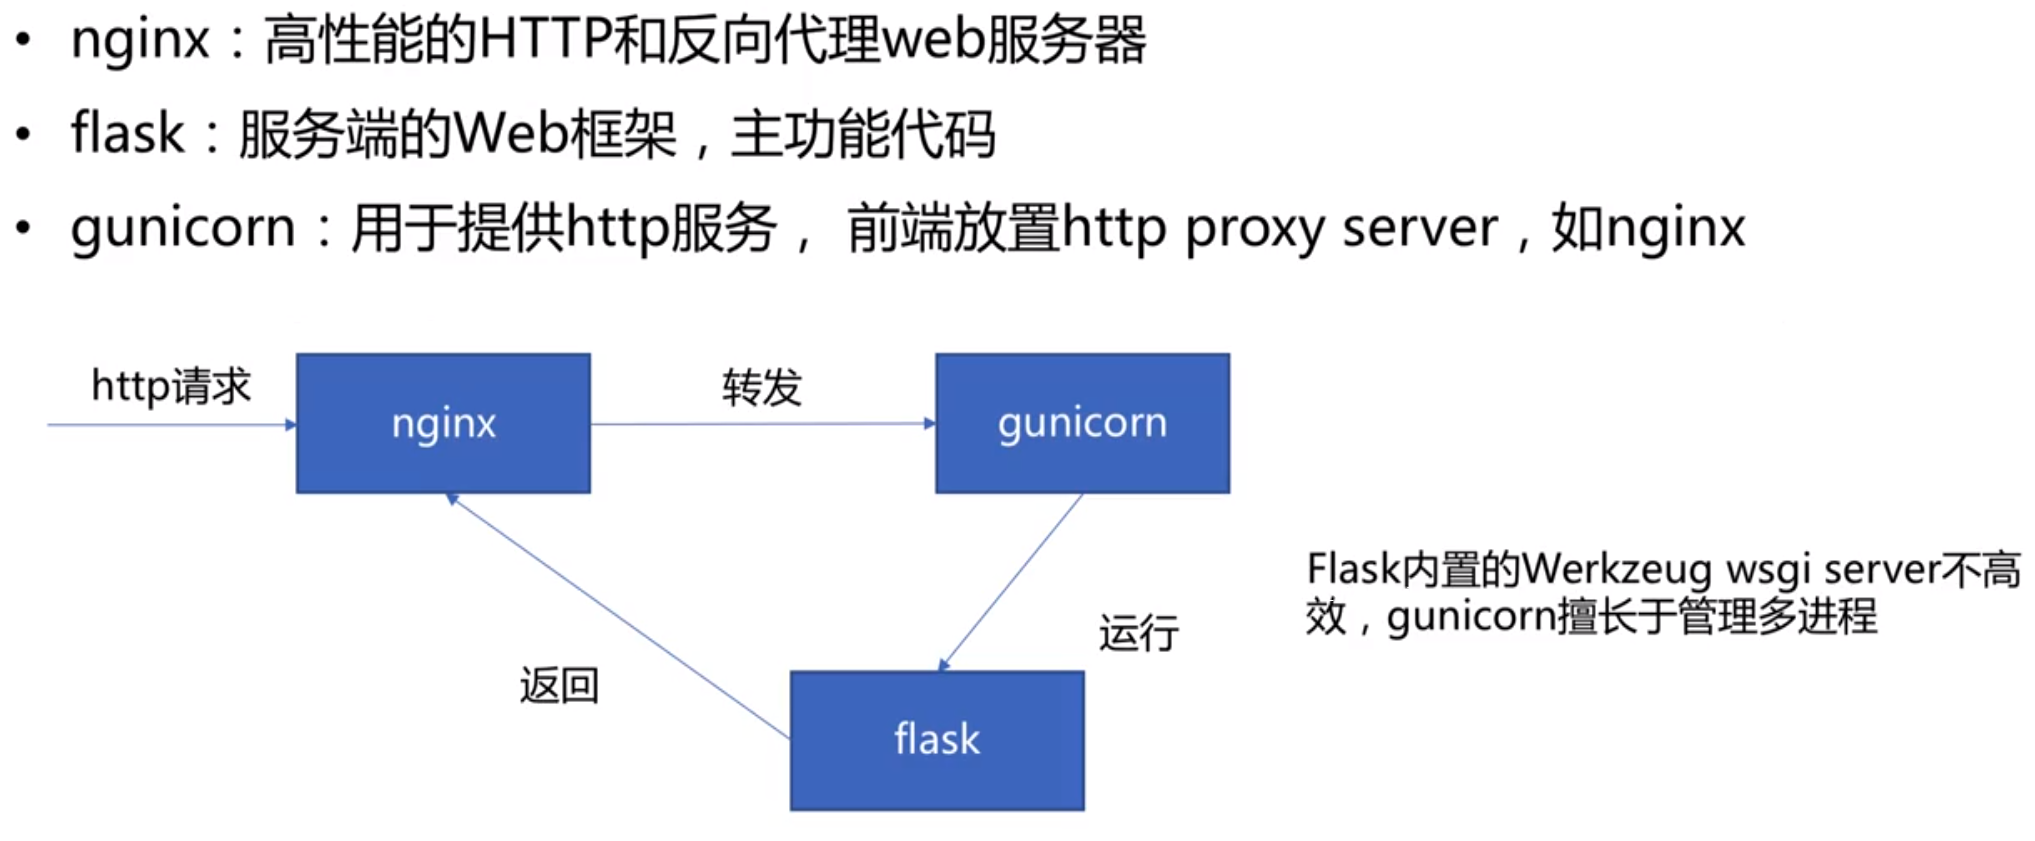 • nginx：高性能的HTTP和反向代理web服务器
• flask：服务端的Web框架，主功能代码
• gunicorn：用于提供http服务， 前端放置http proxy server，如nginx
http请求
nginx
转发
gunicorn
Flask内置的Werkzeug wsgi server不高
效，gunicorn擅长于管理多进程
运行
返回
flask